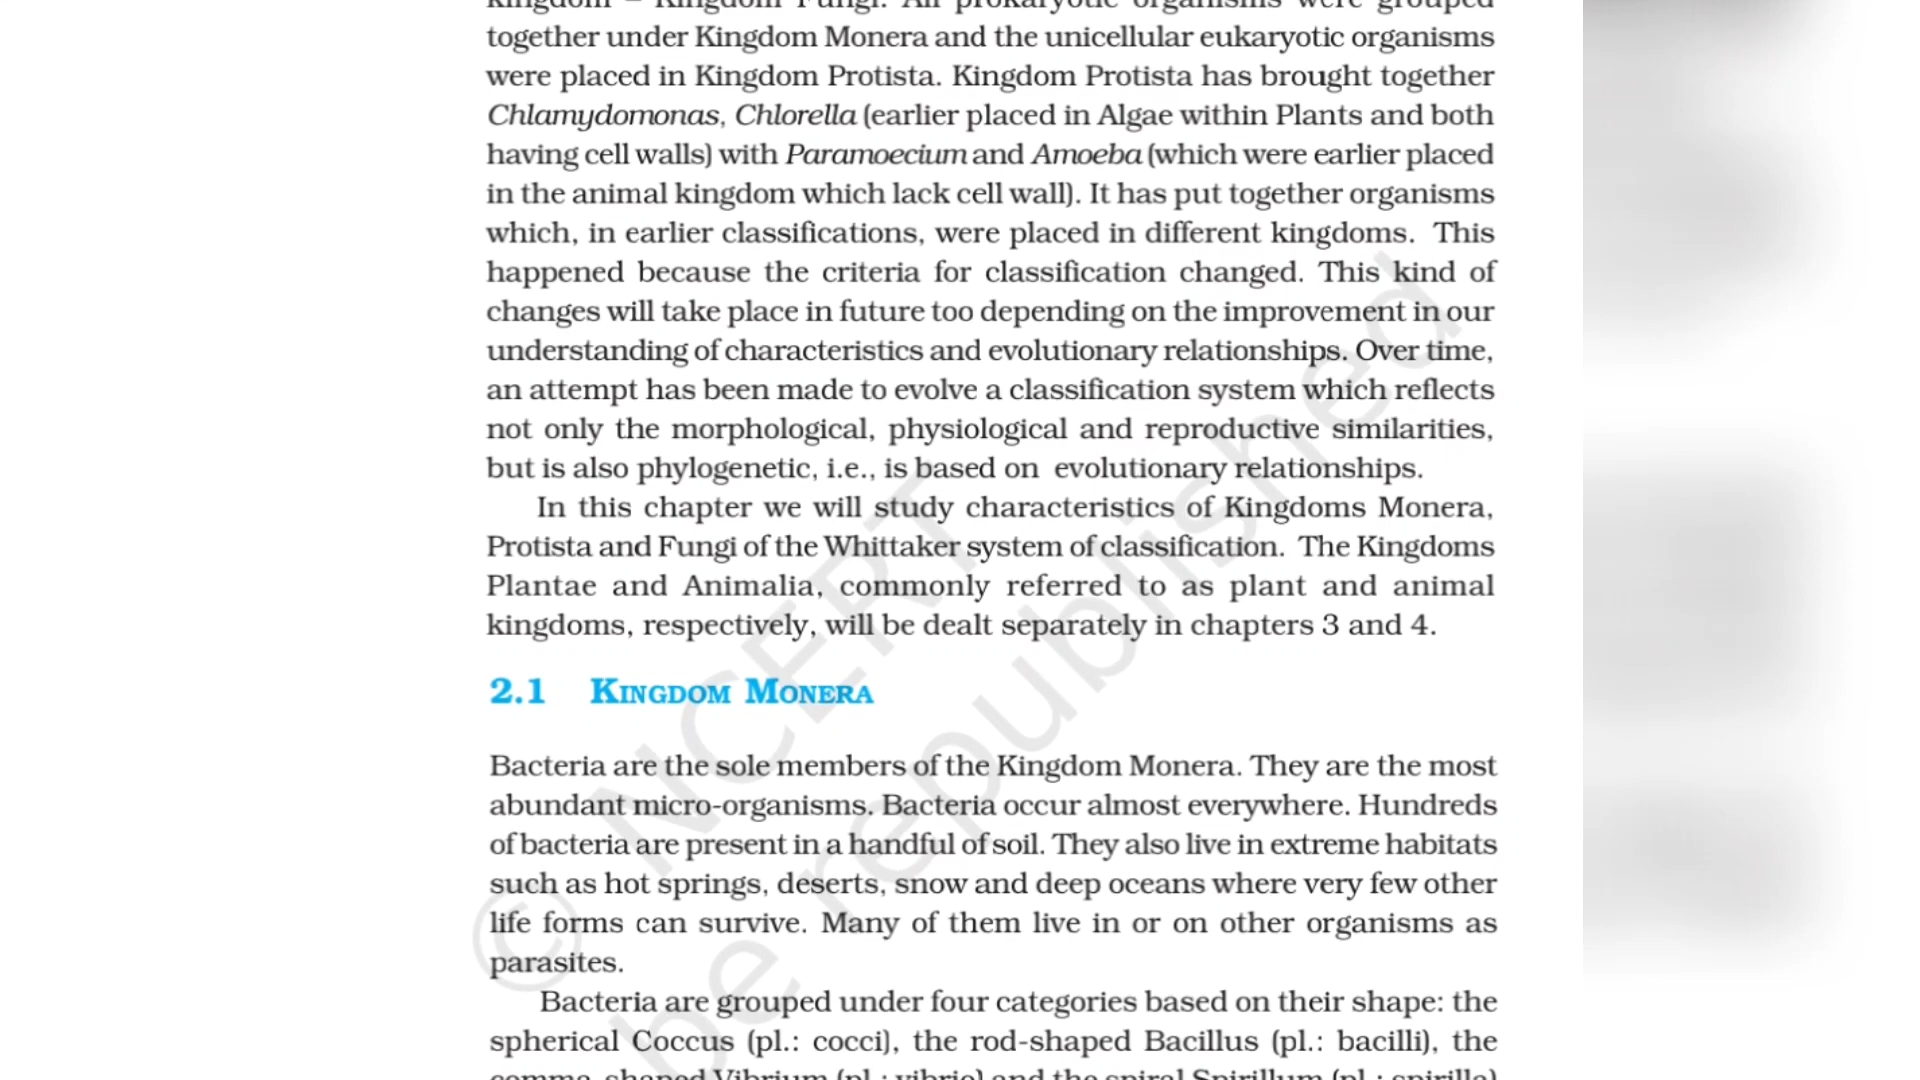 kingdom – Kingdom Fungi. All prokaryotic organisms were grouped
together under Kingdom Monera and the unicellular eukaryotic organisms
were placed in Kingdom Protista. Kingdom Protista has brought together
Chlamydomonas, Chlorella (earlier placed in Algae within Plants and both
having cell walls) with Paramoecium and Amoeba (which were earlier placed
in the animal kingdom which lack cell wall). It has put together organisms
which, in earlier classifications, were placed in different kingdoms. This
happened because the criteria for classification changed. This kind of
changes will take place in future too depending on the improvement in our
understanding of characteristics and evolutionary relationships. Over time,
an attempt has been made to evolve a classification system which reflects
not only the morphological, physiological and reproductive similarities,
but is also phylogenetic, i.e., is based on evolutionary relationships.
In this chapter we will study characteristics of Kingdoms Monera,
Protista and Fungi of the Whittaker system of classification. The Kingdoms
Plantae and Animalia, commonly referred to as plant and animal
kingdoms, respectively, will be dealt separately in chapters 3 and 4.
2.1 KINGDOM MONERA
Bacteria are the sole members of the Kingdom Monera. They are the most
abundant micro-organisms. Bacteria occur almost everywhere. Hundreds
of bacteria are present in a handful of soil. They also live in extreme habitats
such as hot springs, deserts, snow and deep oceans where very few other
life forms can survive. Many of them live in or on other organisms as
parasites.
Bacteria are grouped under four categories based on their shape: the
spherical Coccus (pl.: cocci), the rod-shaped Bacillus (pl.: bacilli), the
comma-shaped Vibrium (pl.: vibrio) and the spiral Spirillum (pl.: spirilla)
© NCERT
be republished